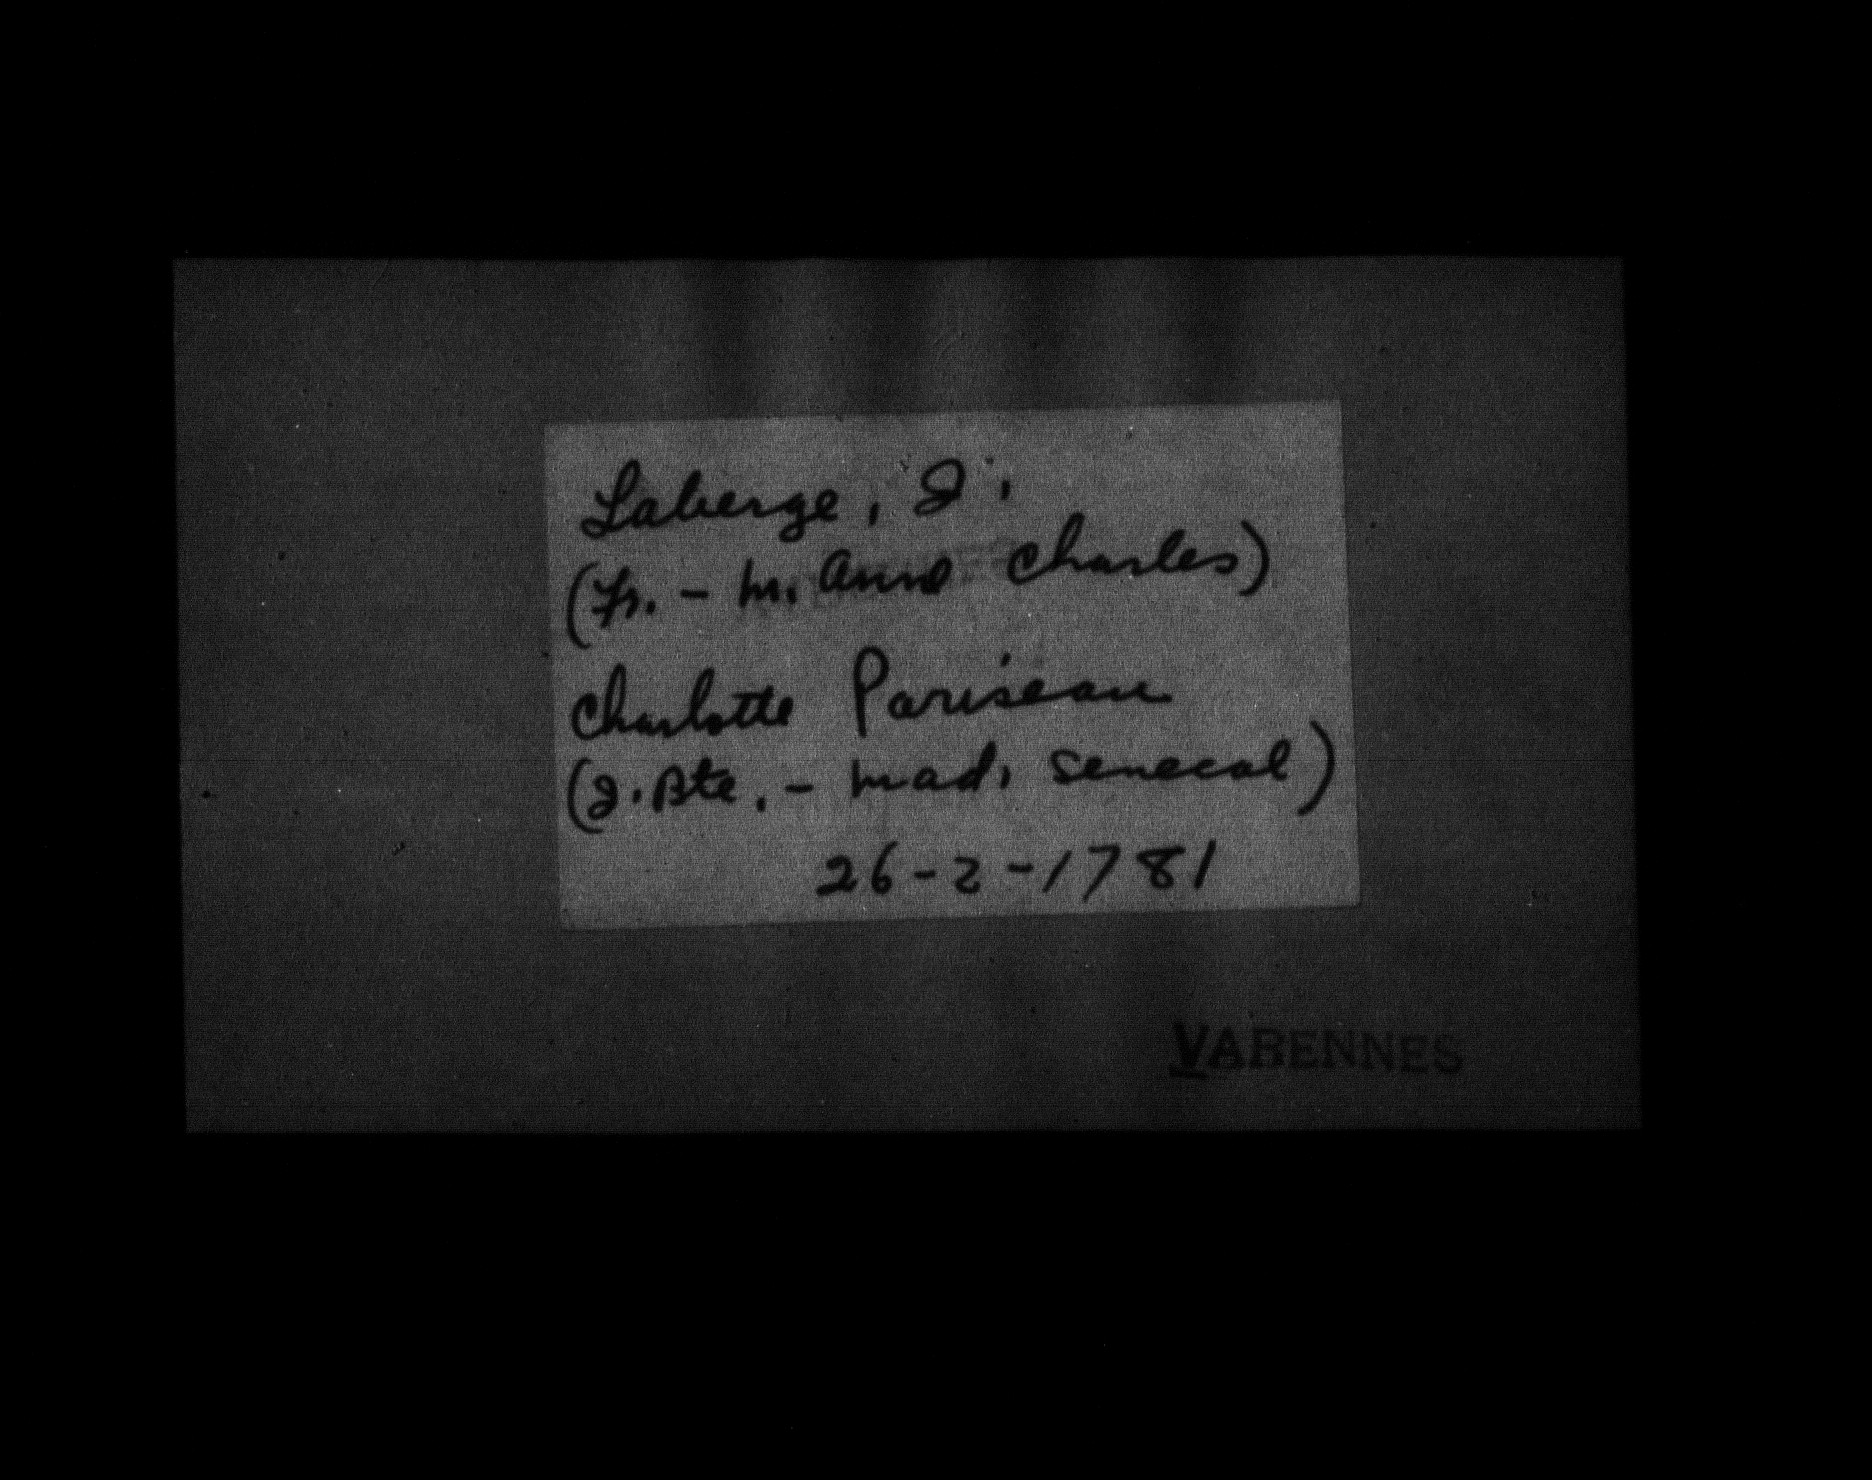 Laberge, J.
(Fr. - m. anne Charles)
Charlotte Pariseau
(J. Bte. - mad. Senecal)
26-2-1781
VARENNES